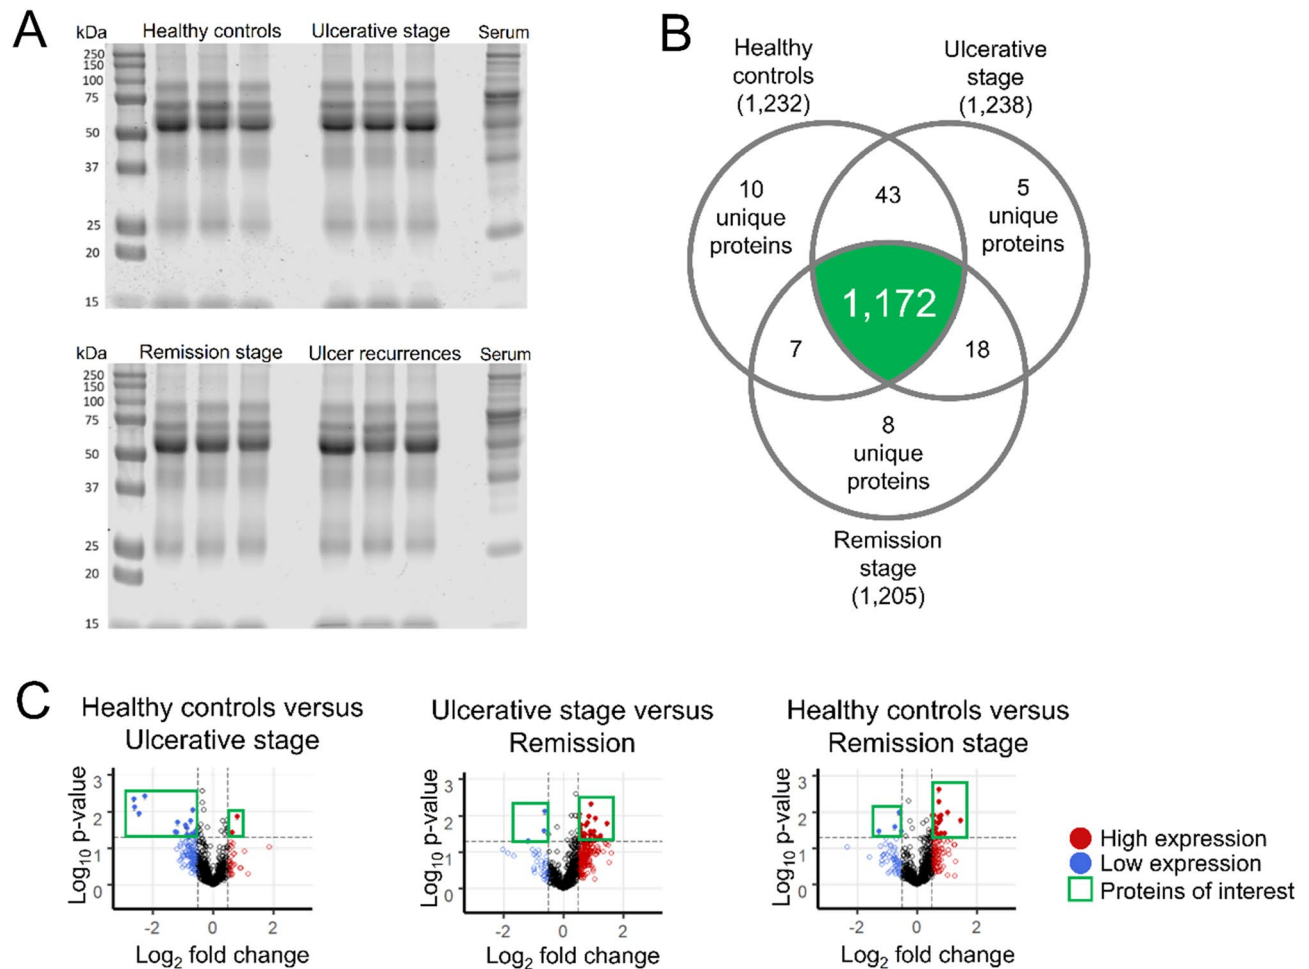 A
kDa
Healthy controls
Ulcerative stage
Serum
250
150
100
75
50
37
25
20
15
kDa
Remission stage
Ulcer recurrences
Serum
250
150
100
75
50
37
25
20
15
B
Healthy
controls
(1,232)
Ulcerative
stage
(1,238)
10
unique
proteins
43
5
unique
proteins
1,172
7
18
8
unique
proteins
Remission
stage
(1,205)
C
Healthy controls versus
Ulcerative stage
Log10 p-value
3
2
1
0
-2
0
2
Log2 fold change
Ulcerative stage versus
Remission
Log10 p-value
3
2
1
0
-2
0
2
Log2 fold change
Healthy controls versus
Remission stage
Log10 p-value
3
2
1
0
-2
0
2
Log2 fold change
High expression
Low expression
Proteins of interest